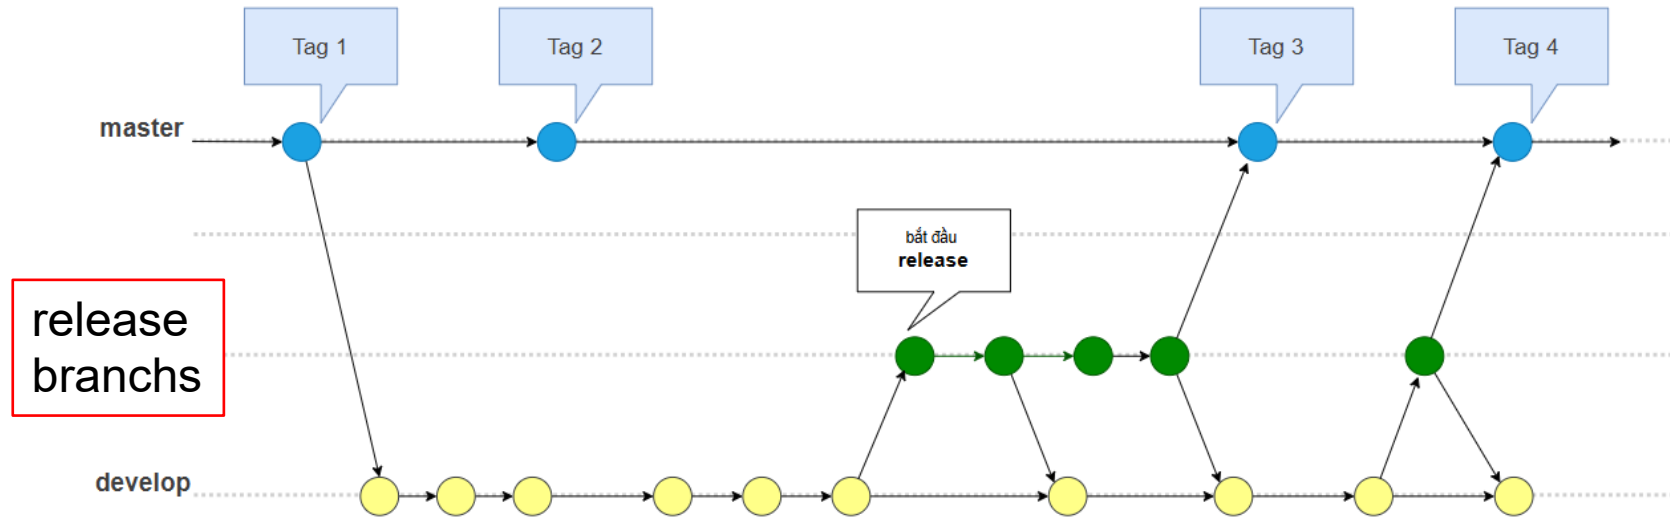 Tag 1
Tag 2
Tag 3
Tag 4
master
bắt đầu
release
release
branchs
develop